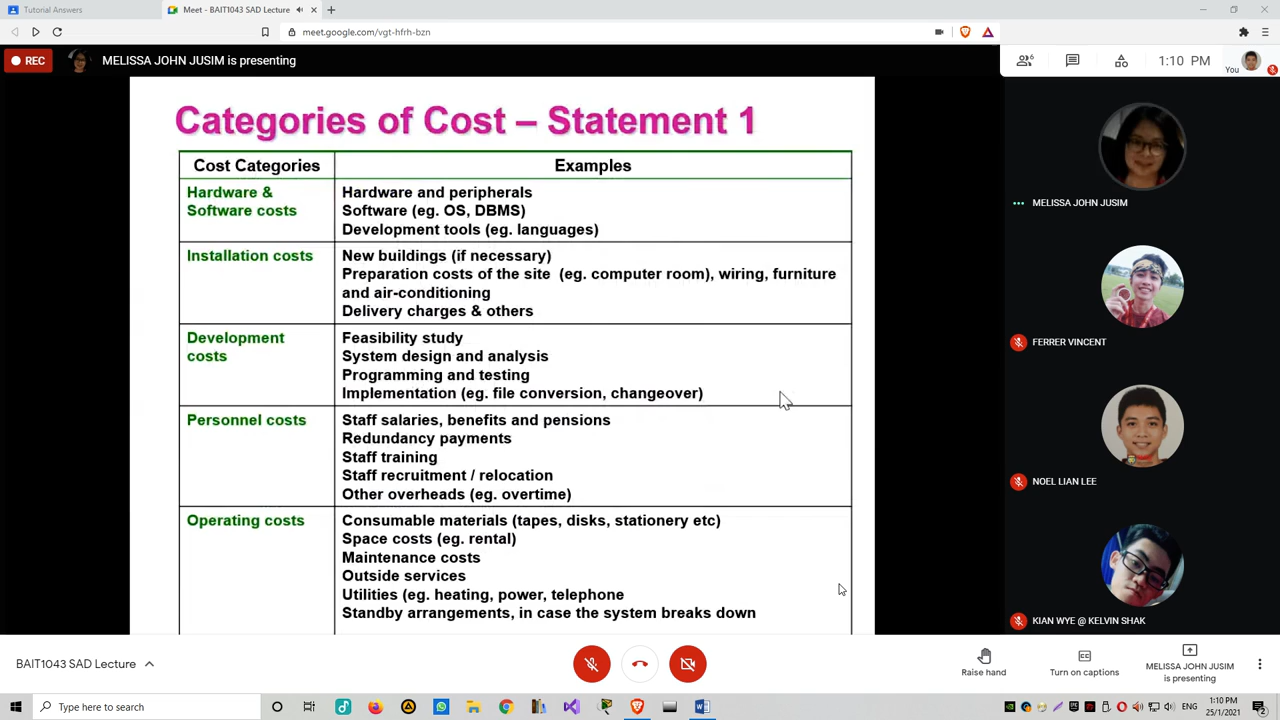 Tutorial Answers
Meet - BAIT1043 SAD Lecture
meet.google.com/vgt-hfrh-bzn
REC
MELISSA JOHN JUSIM is presenting
6
1:10 PM
You
Categories of Cost – Statement 1
Cost Categories
Examples
Hardware &
Software costs
Hardware and peripherals
Software (eg. OS, DBMS)
Development tools (eg. languages)
Installation costs
New buildings (if necessary)
Preparation costs of the site (eg. computer room), wiring, furniture
and air-conditioning
Delivery charges & others
Development
costs
Feasibility study
System design and analysis
Programming and testing
Implementation (eg. file conversion, changeover)
Personnel costs
Staff salaries, benefits and pensions
Redundancy payments
Staff training
Staff recruitment / relocation
Other overheads (eg. overtime)
Operating costs
Consumable materials (tapes, disks, stationery etc)
Space costs (eg. rental)
Maintenance costs
Outside services
Utilities (eg. heating, power, telephone
Standby arrangements, in case the system breaks down
MELISSA JOHN JUSIM
FERRER VINCENT
NOEL LIAN LEE
KIAN WYE @ KELVIN SHAK
BAIT1043 SAD Lecture
Raise hand
CC
Turn on captions
MELISSA JOHN JUSIM
is presenting
Type here to search
ENG
1:10 PM
25/1/2021